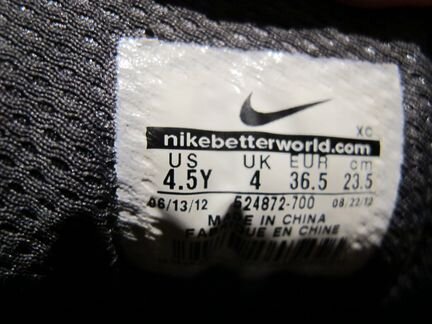 XC
nikebetterworld.com
US UK EUR cm
4.5Y 4 36.5 23.5
06/13/12 524872-700 08/22/12
MADE IN CHINA
FABRIQUE EN CHINE